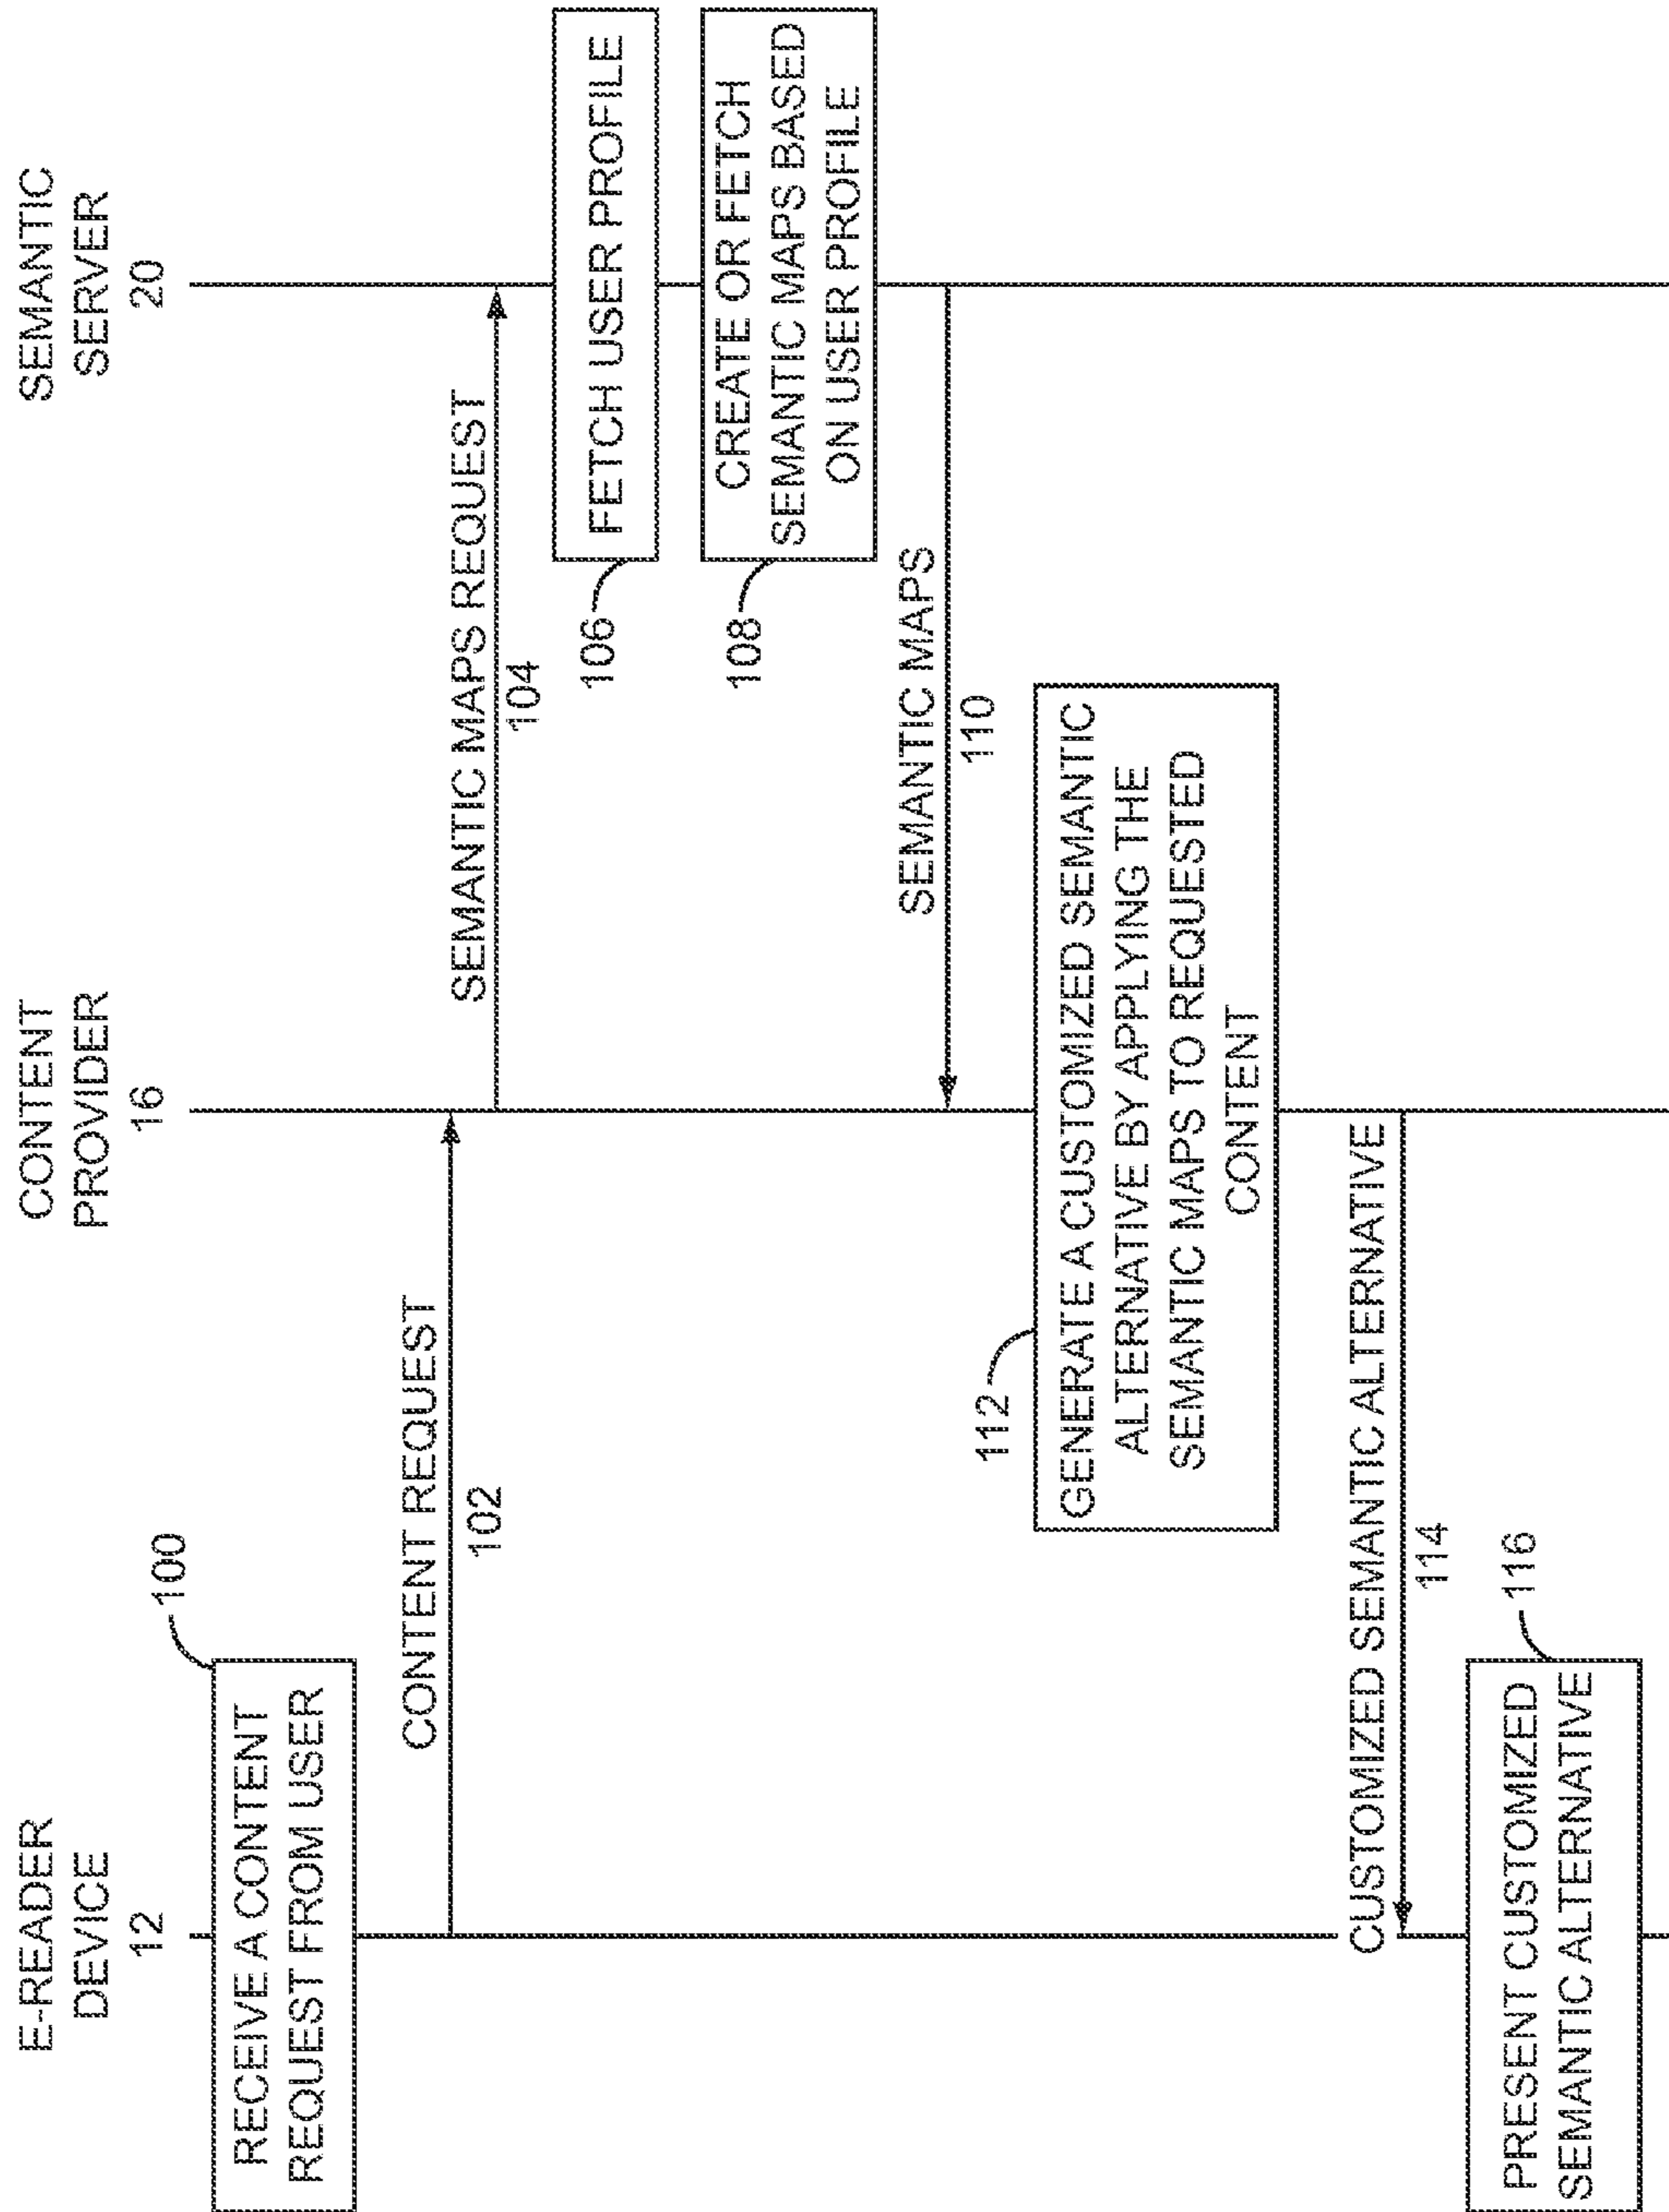 E-READER
DEVICE
12
CONTENT
PROVIDER
16
SEMANTIC
SERVER
20
RECEIVE A CONTENT
REQUEST FROM USER
100
CONTENT REQUEST
102
SEMANTIC MAPS REQUEST
104
FETCH USER PROFILE
106
CREATE OR FETCH
SEMANTIC MAPS BASED
ON USER PROFILE
108
SEMANTIC MAPS
110
GENERATE A CUSTOMIZED SEMANTIC
ALTERNATIVE BY APPLYING THE
SEMANTIC MAPS TO REQUESTED
CONTENT
112
CUSTOMIZED SEMANTIC ALTERNATIVE
114
PRESENT CUSTOMIZED
SEMANTIC ALTERNATIVE
116